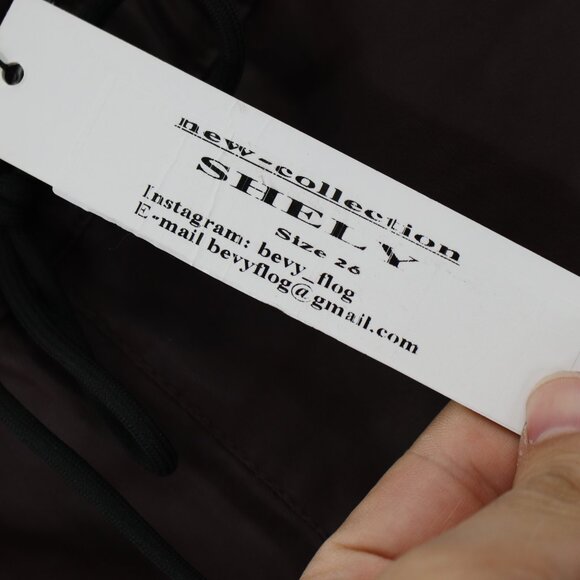 new-collection
SHELY
Size 26
Instagram: bevy_flog
E-mail bevyflog@gmail.com